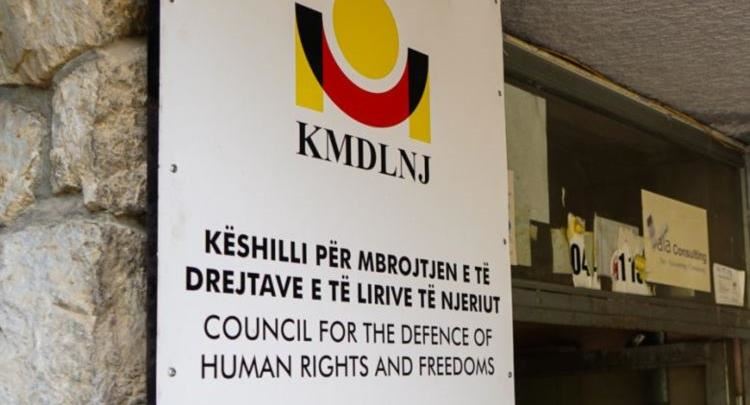 KMDLNJ
KËSHILLI PËR MBROJTJEN E TË
DREJTAVE E TË LIRIVE TË NJERIUT
COUNCIL FOR THE DEFENCE OF
HUMAN RIGHTS AND FREEDOMS
04
Consulting